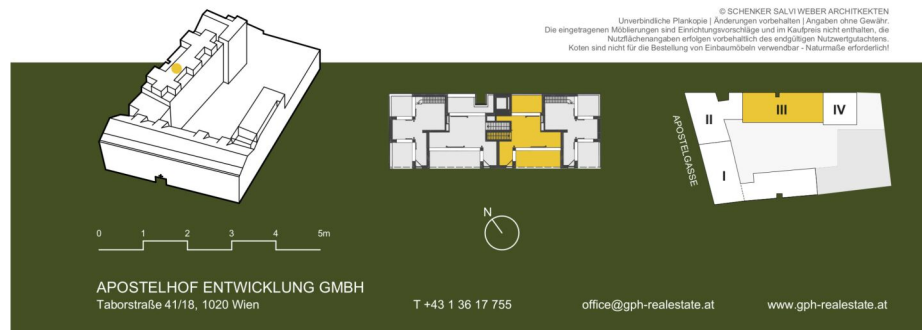 © SCHENKER SALVI WEBER ARCHITKEKTEN
Unverbindliche Plankopie | Änderungen vorbehalten | Angaben ohne Gewähr.
Die eingetragenen Möblierungen sind Einrichtungsvorschläge und im Kaufpreis nicht enthalten, die
Nutzflächenangaben erfolgen vorbehaltlich des endgültigen Nutzwertgutachtens.
Koten sind nicht für die Bestellung von Einbaumöbeln verwendbar - Naturmaße erforderlich!
II
III
IV
I
APOSTELGASSE
N
0 1 2 3 4 5m
APOSTELHOF ENTWICKLUNG GMBH
Taborstraße 41/18, 1020 Wien
T +43 1 36 17 755
office@gph-realestate.at
www.gph-realestate.at